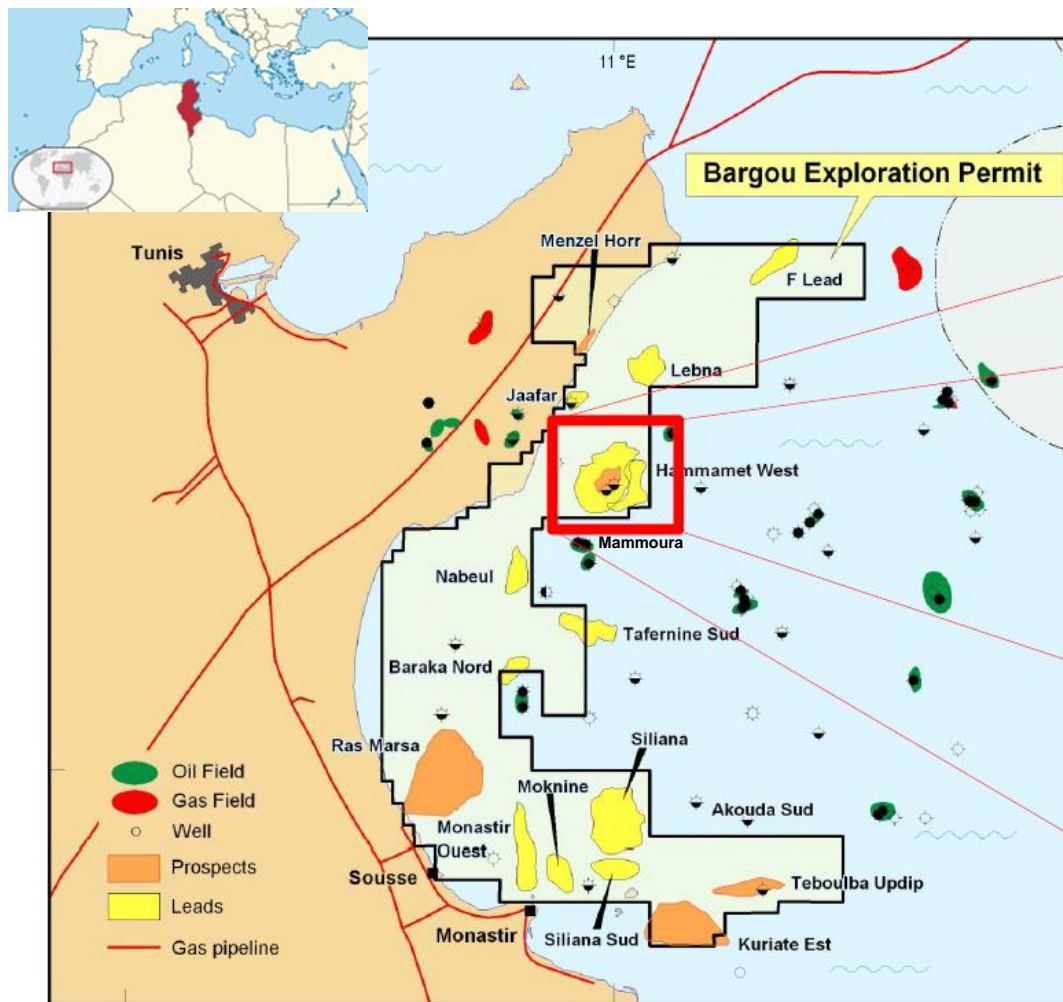 11 °E
Bargou Exploration Permit
Tunis
Menzel Horr
F Lead
Lebna
Jaafar
Hammamet West
Mammoura
Nabeul
Tafernine Sud
Baraka Nord
Ras Marsa
Siliana
Moknine
Akouda Sud
Monastir
Ouest
Sousse
Teboulba Updip
Monastir
Siliana Sud
Kuriate Est
Oil Field
Gas Field
Well
Prospects
Leads
Gas pipeline